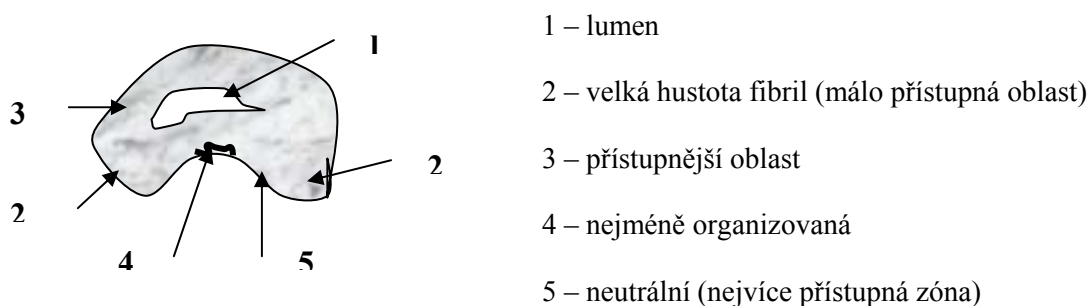 1
3
2
2
4
5
1 – lumen
2 – velká hustota fibril (málo přístupná oblast)
3 – přístupnější oblast
4 – nejméně organizovaná
5 – neutrální (nejvíce přístupná zóna)